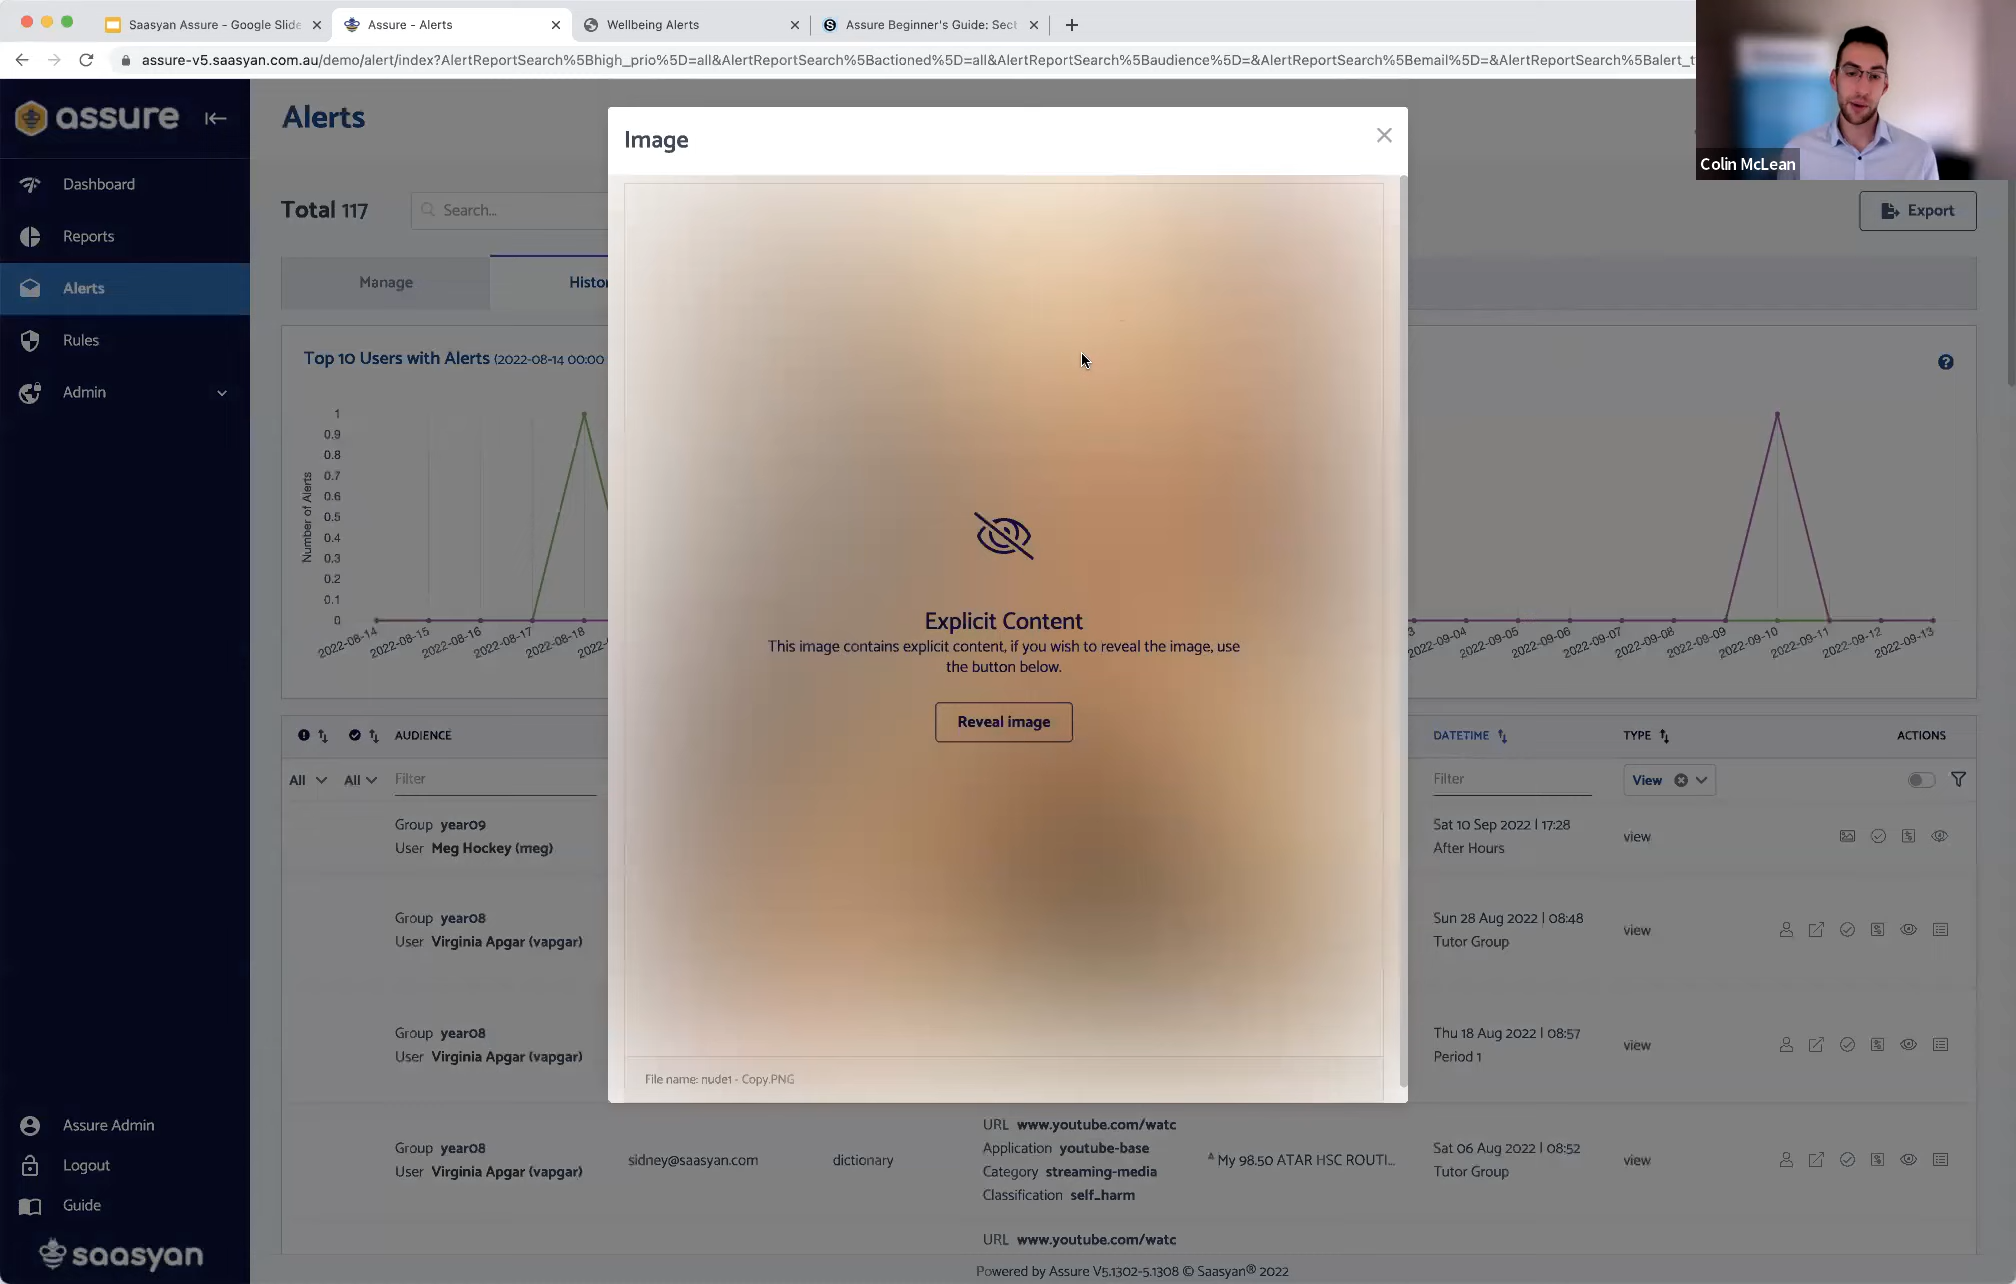 Saasyan Assure - Google Slide
Assure - Alerts
Wellbeing Alerts
Assure Beginner's Guide: Sect
assure-v5.saasyan.com.au/demo/alert/index?AlertReportSearch%5Bhigh_prio%5D=all&AlertReportSearch%5Bactioned%5D=all&AlertReportSearch%5Baudience%5D=&AlertReportSearch%5Bemail%5D=&AlertReportSearch%5Balert_t
Colin McLean
assure
Dashboard
Reports
Alerts
Rules
Admin
Assure Admin
Logout
Guide
saasyan
Alerts
Total 117
Search...
Export
Manage
Histo
Top 10 Users with Alerts (2022-08-14 00:00
Number of Alerts
1
0.9
0.8
0.7
0.6
0.5
0.4
0.3
0.2
0.1
0
2022-08-14
2022-08-15
2022-08-16
2022-08-17
2022-08-18
2022-
3
2022-09-04
2022-09-05
2022-09-06
2022-09-07
2022-09-08
2022-09-09
2022-09-10
2022-09-11
2022-09-12
2022-09-13
Image
Explicit Content
This image contains explicit content, if you wish to reveal the image, use
the button below.
Reveal image
File name: nude1 - Copy.PNG
AUDIENCE
DATETIME
TYPE
ACTIONS
All
All
Filter
Filter
View
Group year09
User Meg Hockey (meg)
Sat 10 Sep 2022 | 17:28
After Hours
view
Group year08
User Virginia Apgar (vapgar)
Sun 28 Aug 2022 | 08:48
Tutor Group
view
Group year08
User Virginia Apgar (vapgar)
Thu 18 Aug 2022 | 08:57
Period 1
view
Group year08
User Virginia Apgar (vapgar)
sidney@saasyan.com
dictionary
URL www.youtube.com/watc
Application youtube-base
Category streaming-media
Classification self_harm
My 98.50 ATAR HSC ROUTI...
Sat 06 Aug 2022 | 08:52
Tutor Group
view
URL www.youtube.com/watc
Powered by Assure V5.1302-5.1308 © Saasyan® 2022